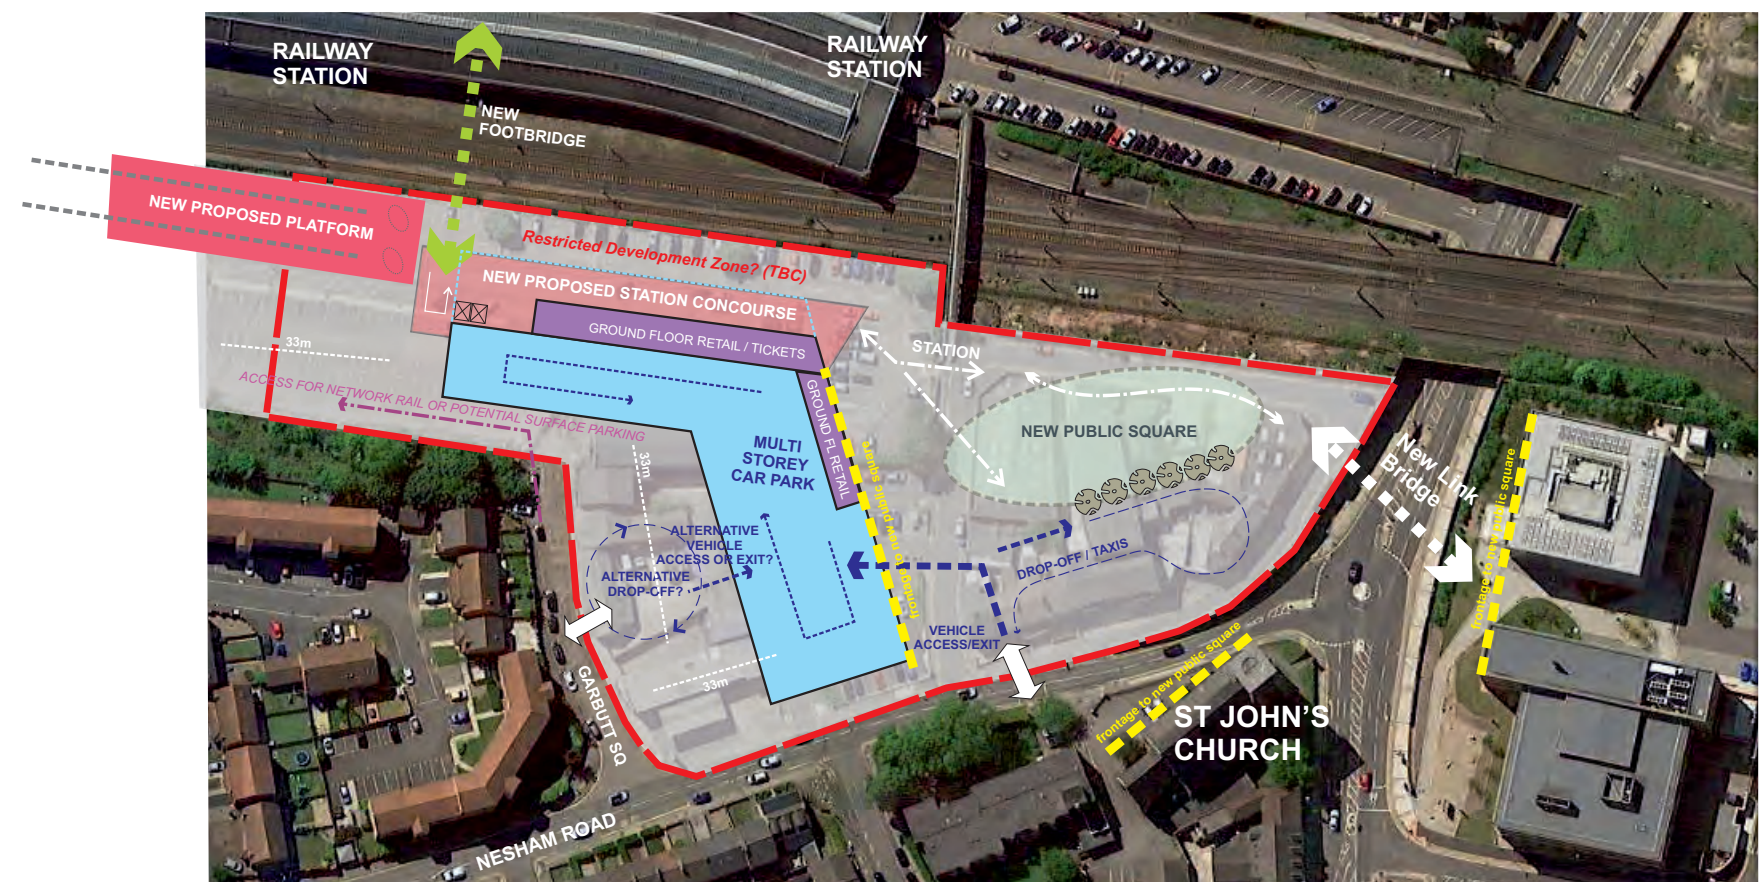 RAILWAY
STATION
RAILWAY
STATION
NEW
FOOTBRIDGE
NEW PROPOSED PLATFORM
Restricted Development Zone? (TBC)
NEW PROPOSED STATION CONCOURSE
GROUND FLOOR RETAIL / TICKETS
33m
STATION
ACCESS FOR NETWORK RAIL OR POTENTIAL SURFACE PARKING
GROUND FL RETAIL
MULTI
STOREY
CAR PARK
33m
frontage to new public square
NEW PUBLIC SQUARE
New Link
Bridge
frontage to new public square
ALTERNATIVE
VEHICLE
ACCESS OR EXIT?
ALTERNATIVE
DROP-OFF?
DROP-OFF / TAXIS
VEHICLE
ACCESS/EXIT
33m
frontage to new public square
GARBUTT SQ
ST JOHN'S
CHURCH
NESHAM ROAD